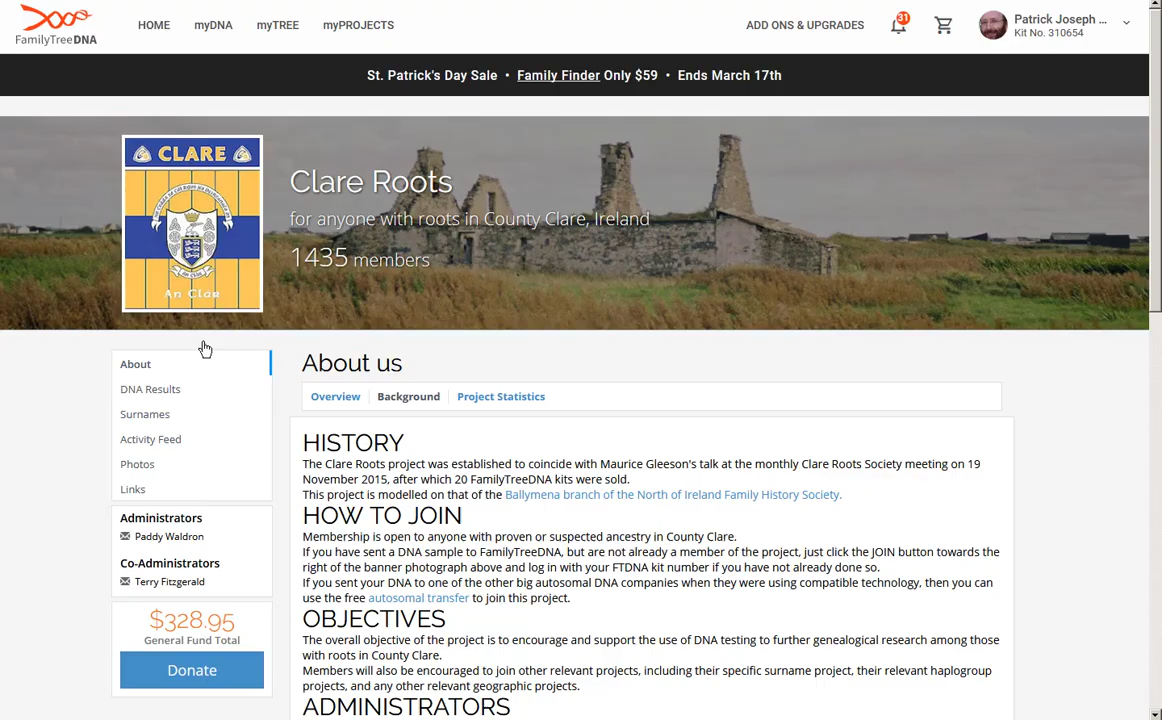 HOME myDNA myTREE myPROJECTS ADD ONS & UPGRADES 31 Patrick Joseph ...
FamilyTreeDNA Kit No. 310654
St. Patrick's Day Sale • Family Finder Only $59 • Ends March 17th
CLARE
An Clár
Clare Roots
for anyone with roots in County Clare, Ireland
1435 members
About
DNA Results
Surnames
Activity Feed
Photos
Links
Administrators
Paddy Waldron
Co-Administrators
Terry Fitzgerald
$328.95
General Fund Total
Donate
About us
Overview Background Project Statistics
HISTORY
The Clare Roots project was established to coincide with Maurice Gleeson's talk at the monthly Clare Roots Society meeting on 19
November 2015, after which 20 FamilyTreeDNA kits were sold.
This project is modelled on that of the Ballymena branch of the North of Ireland Family History Society.
HOW TO JOIN
Membership is open to anyone with proven or suspected ancestry in County Clare.
If you have sent a DNA sample to FamilyTreeDNA, but are not already a member of the project, just click the JOIN button towards the
right of the banner photograph above and log in with your FTDNA kit number if you have not already done so.
If you sent your DNA to one of the other big autosomal DNA companies when they were using compatible technology, then you can
use the free autosomal transfer to join this project.
OBJECTIVES
The overall objective of the project is to encourage and support the use of DNA testing to further genealogical research among those
with roots in County Clare.
Members will also be encouraged to join other relevant projects, including their specific surname project, their relevant haplogroup
projects, and any other relevant geographic projects.
ADMINISTRATORS